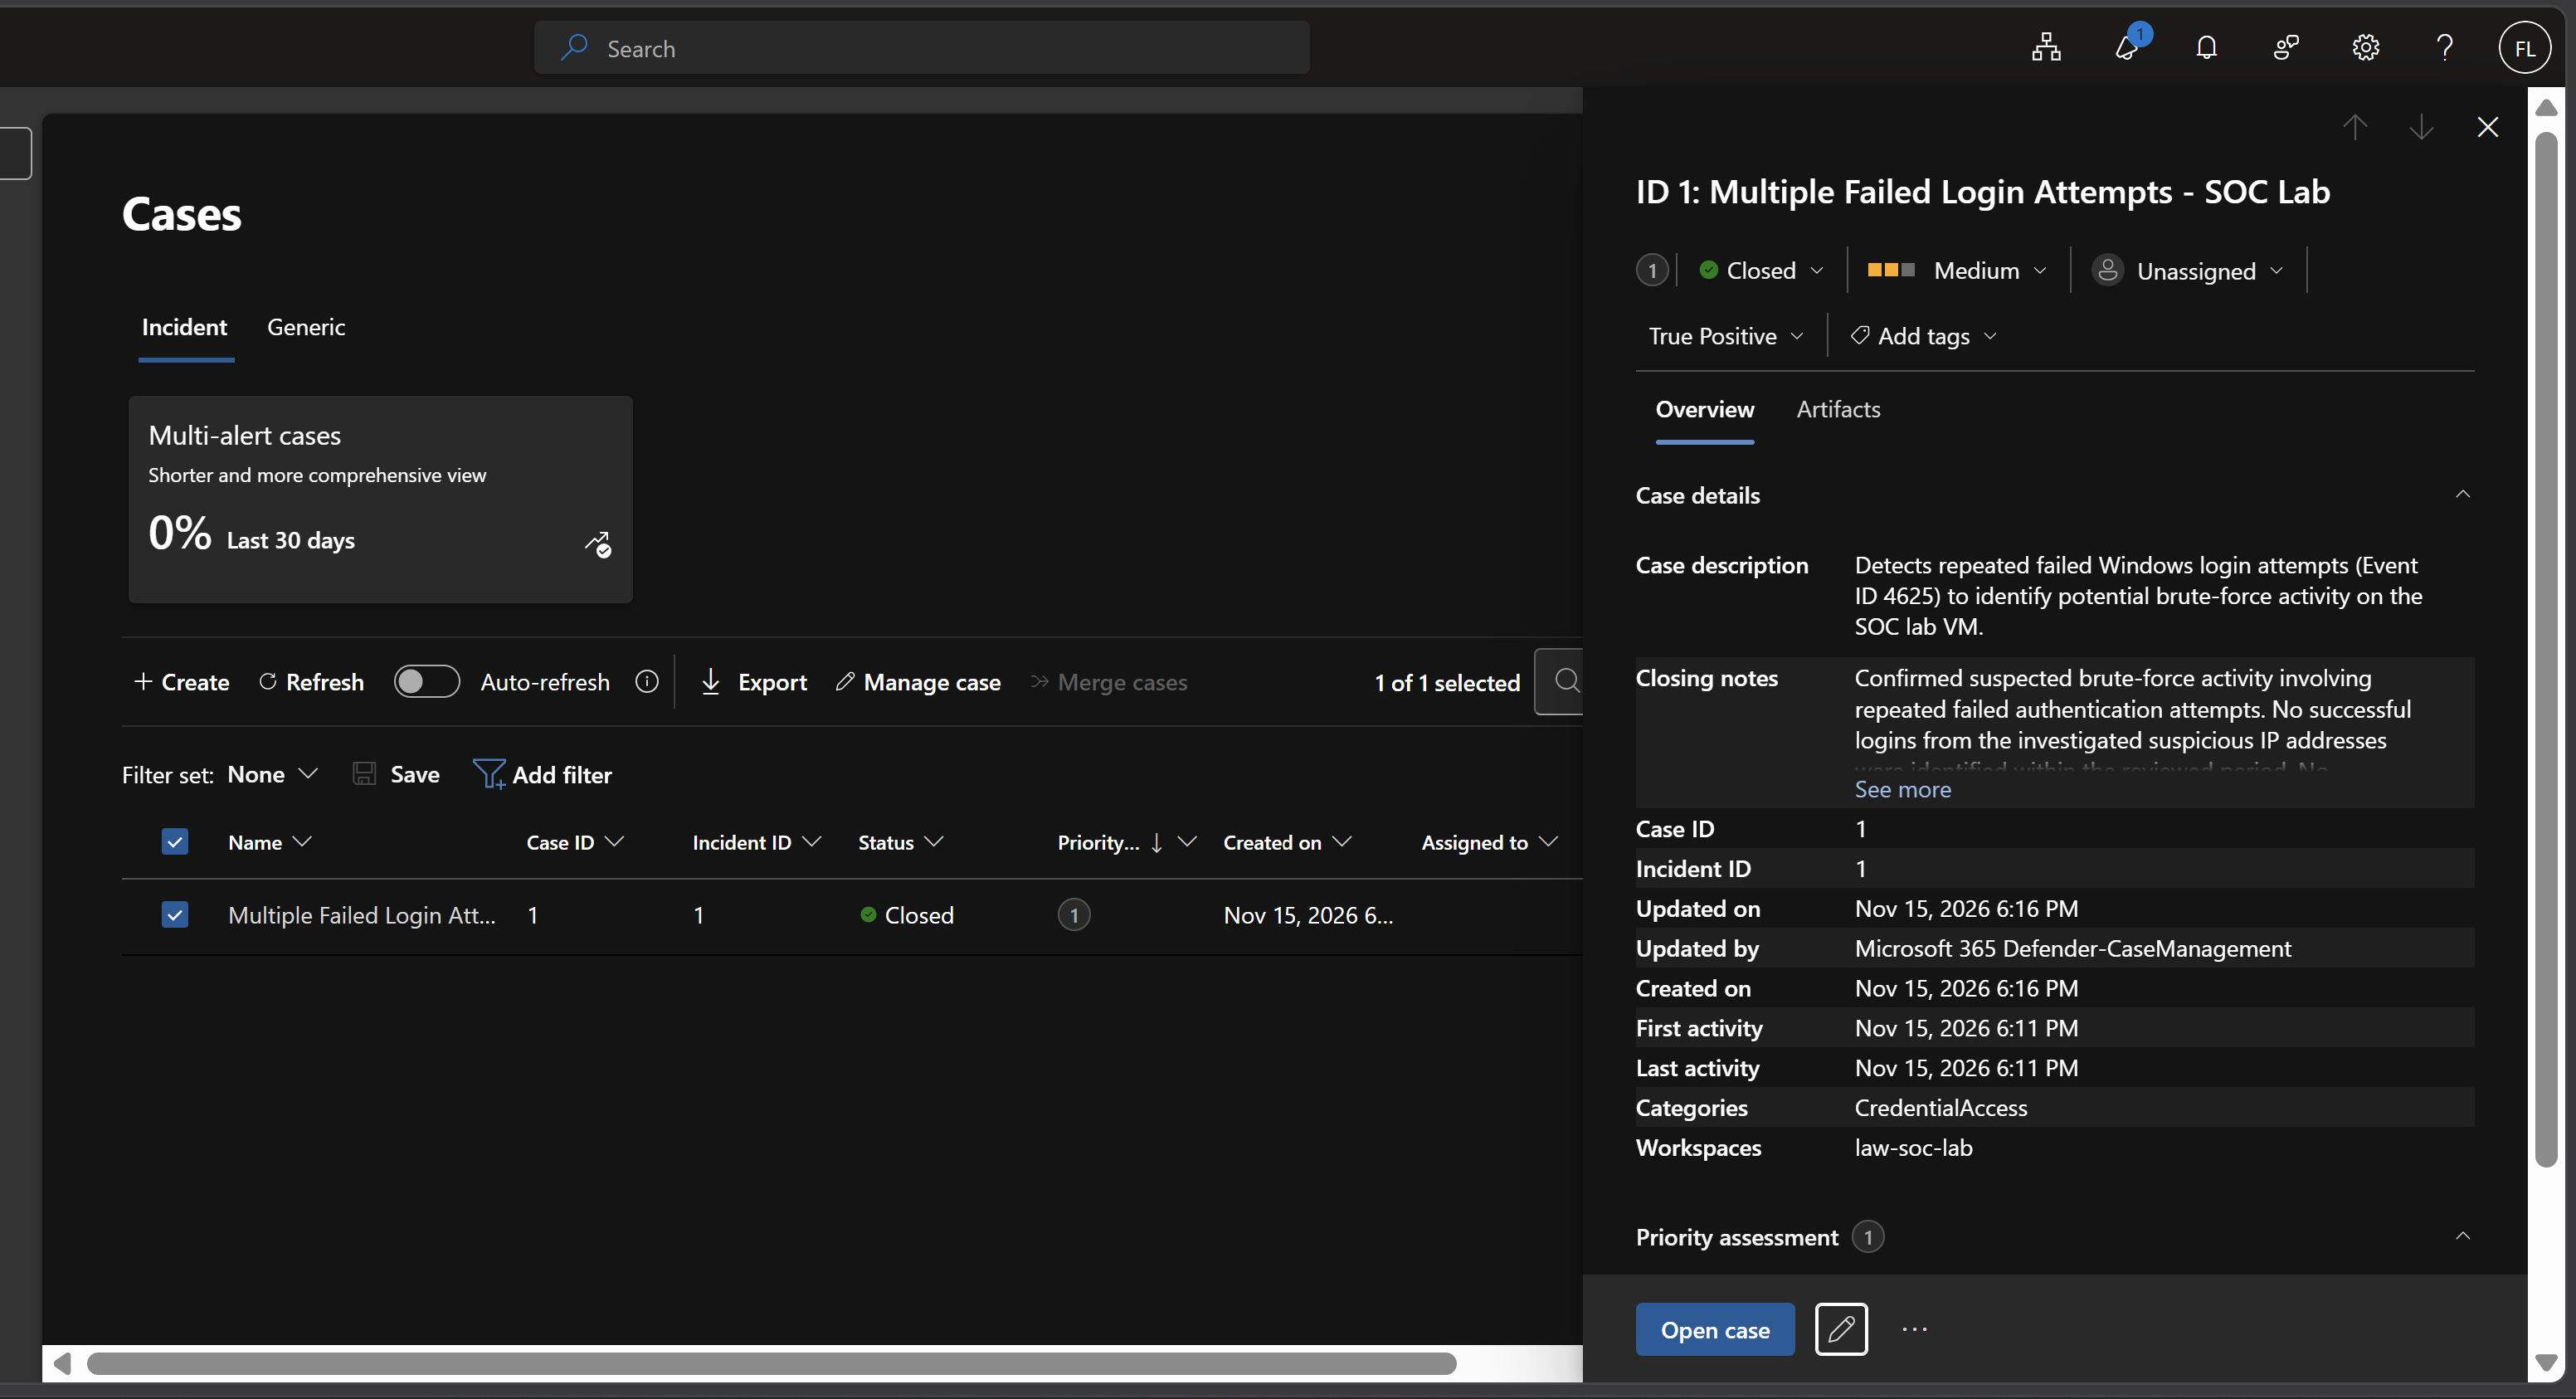 Search
1
FL
Cases
Incident Generic
Multi-alert cases
Shorter and more comprehensive view
0% Last 30 days
Create Refresh Auto-refresh Export Manage case Merge cases 1 of 1 selected
Filter set: None Save Add filter
Name Case ID Incident ID Status Priority... Created on Assigned to
Multiple Failed Login Att... 1 1 Closed 1 Nov 15, 2026 6...
ID 1: Multiple Failed Login Attempts - SOC Lab
1 Closed Medium Unassigned
True Positive Add tags
Overview Artifacts
Case details
Case description Detects repeated failed Windows login attempts (Event
ID 4625) to identify potential brute-force activity on the
SOC lab VM.
Closing notes Confirmed suspected brute-force activity involving
repeated failed authentication attempts. No successful
logins from the investigated suspicious IP addresses
were identified within the reviewed period. No
See more
Case ID 1
Incident ID 1
Updated on Nov 15, 2026 6:16 PM
Updated by Microsoft 365 Defender-CaseManagement
Created on Nov 15, 2026 6:16 PM
First activity Nov 15, 2026 6:11 PM
Last activity Nov 15, 2026 6:11 PM
Categories CredentialAccess
Workspaces law-soc-lab
Priority assessment 1
Open case ...